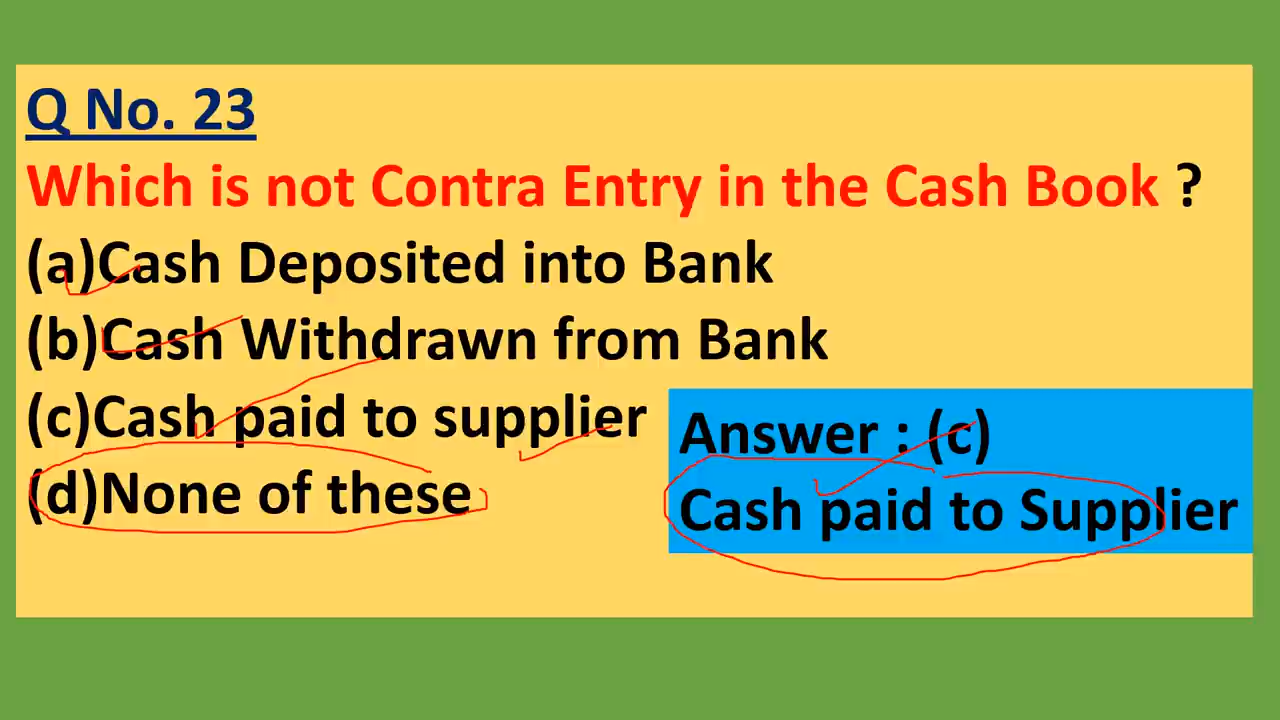 Q No. 23
Which is not Contra Entry in the Cash Book ?
(a)Cash Deposited into Bank
(b)Cash Withdrawn from Bank
(c)Cash paid to supplier
(d)None of these
Answer : (c)
Cash paid to Supplier